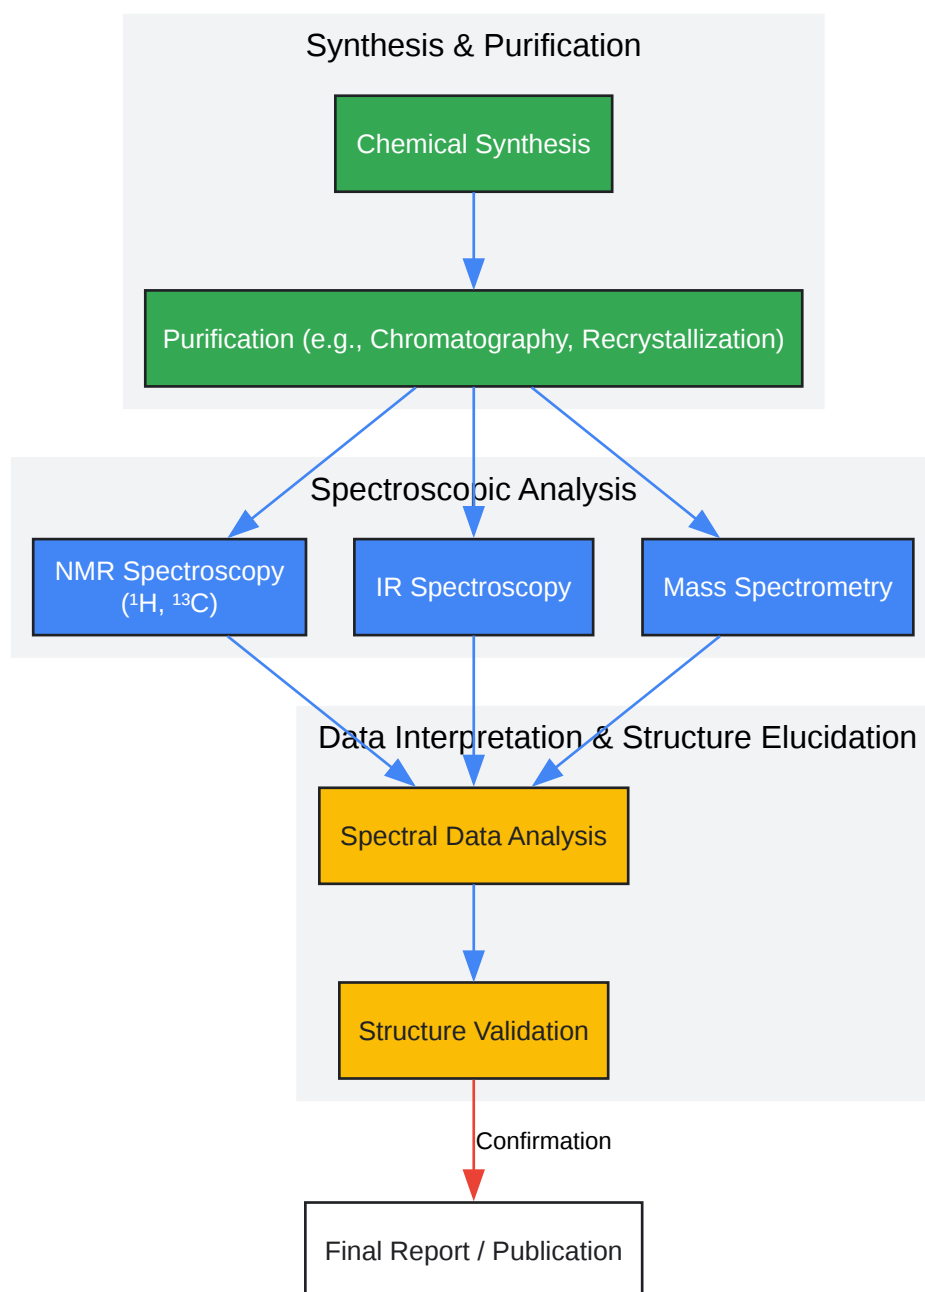 Synthesis & Purification
Chemical Synthesis
Purification (e.g., Chromatography, Recrystallization)
Spectroscopic Analysis
NMR Spectroscopy
(¹H, ¹³C)
IR Spectroscopy
Mass Spectrometry
Data Interpretation & Structure Elucidation
Spectral Data Analysis
Structure Validation
Confirmation
Final Report / Publication